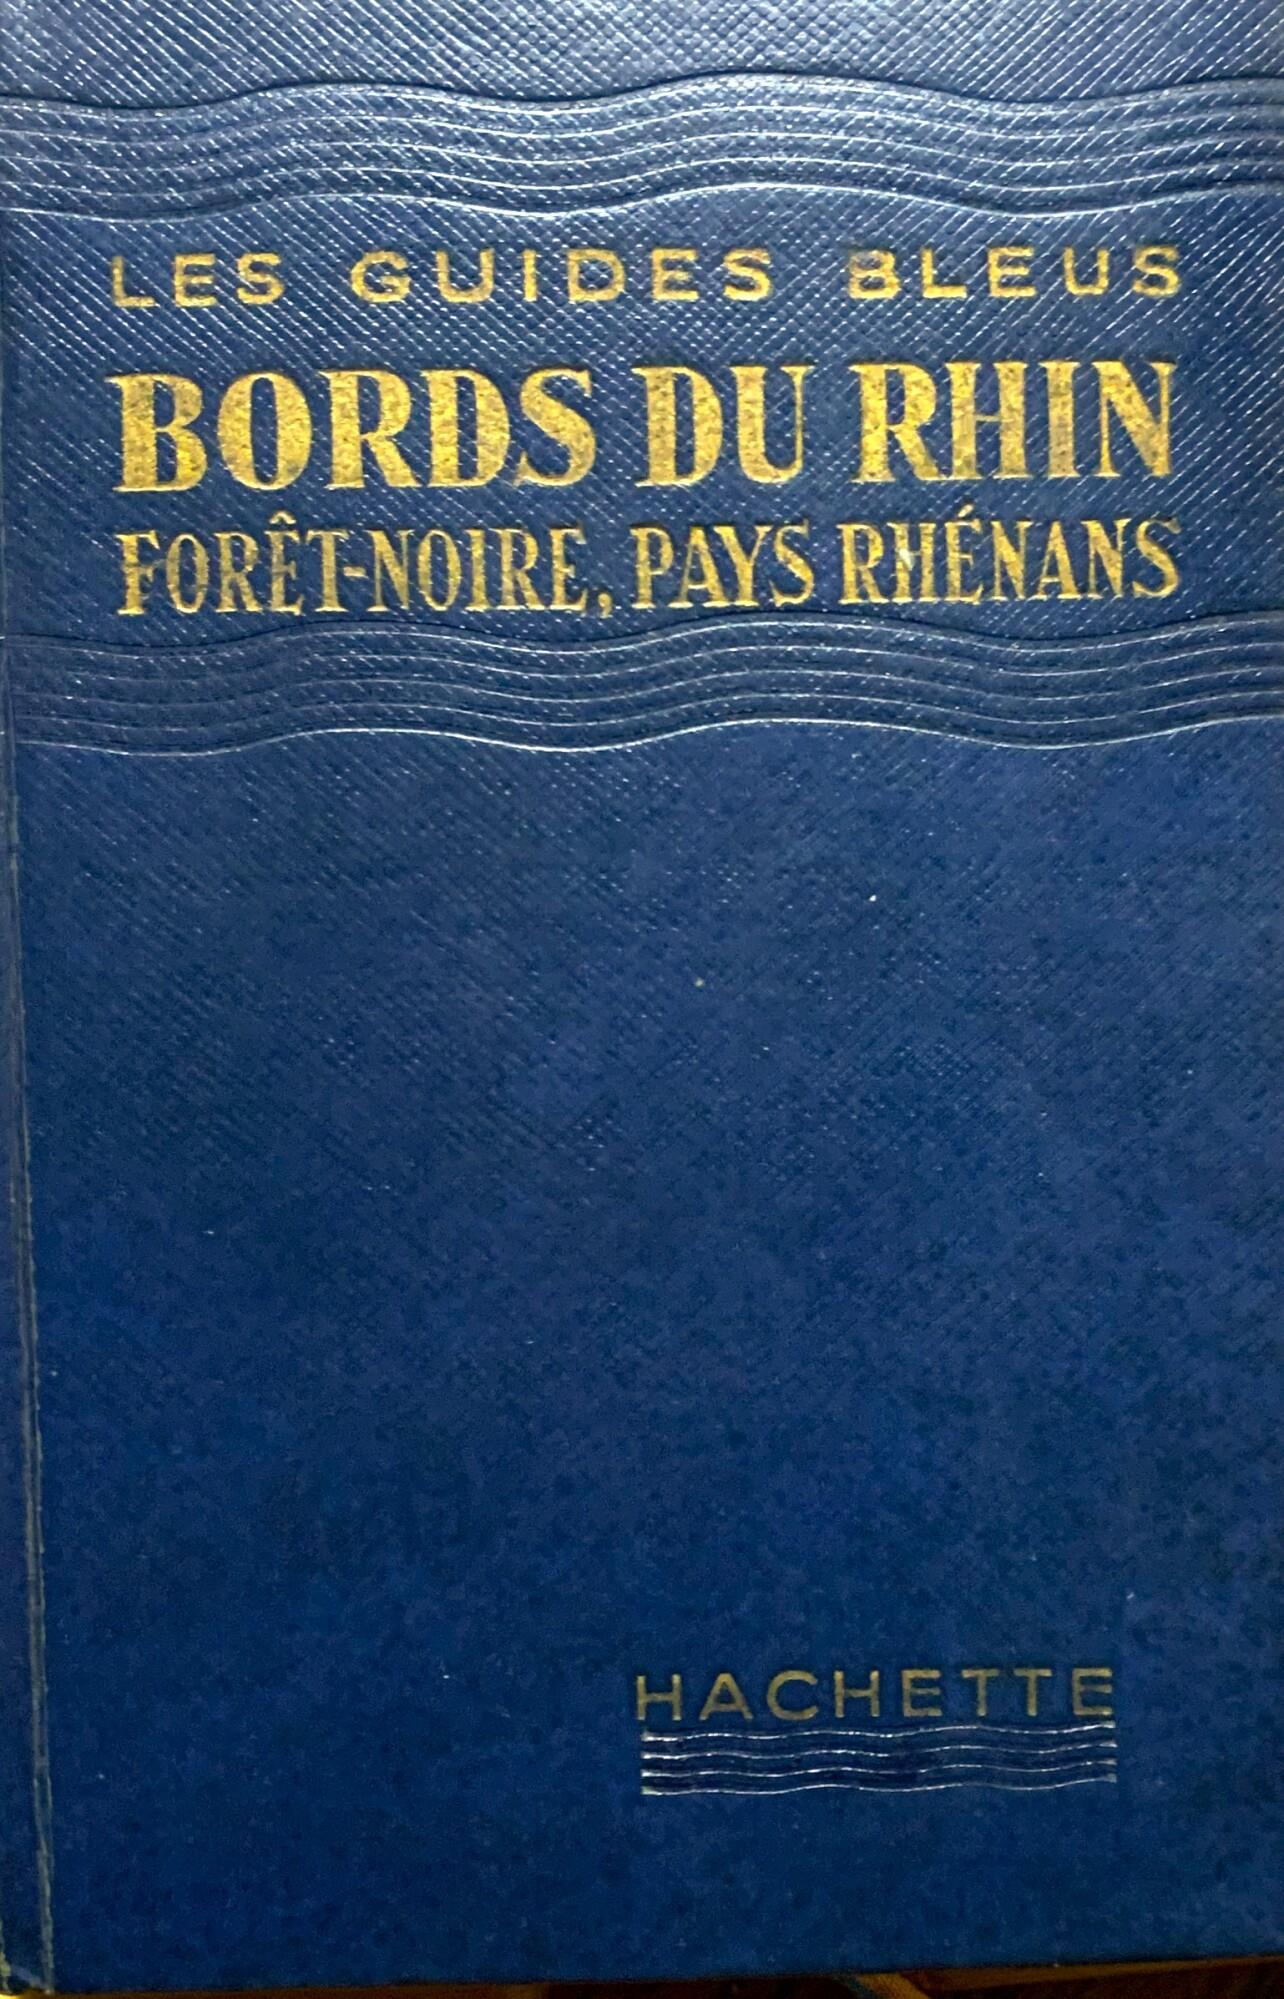 LES GUIDES BLEUS
BORDS DU RHIN
FORÊT-NOIRE, PAYS RHÉNANS
HACHETTE